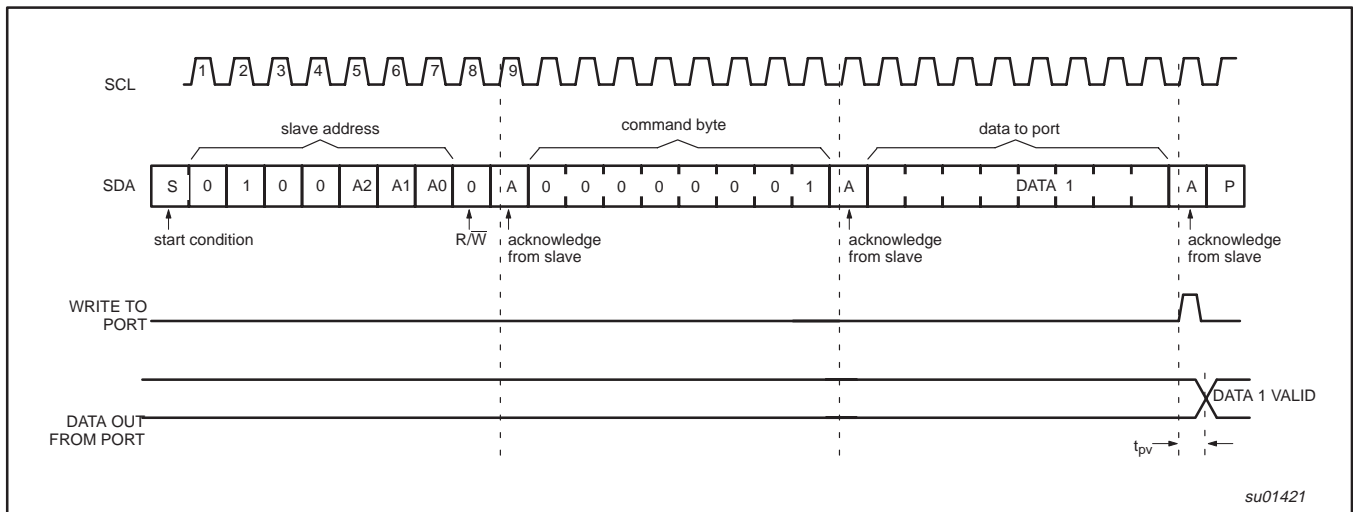 SCL 1 2 3 4 5 6 7 8 9
slave address command byte data to port
SDA S 0 1 0 0 A2 A1 A0 0 A 0 0 0 0 0 0 0 1 A DATA 1 A P
start condition R/W̅ acknowledge from slave acknowledge from slave acknowledge from slave
WRITE TO
PORT
DATA OUT
FROM PORT
DATA 1 VALID
tpv
su01421